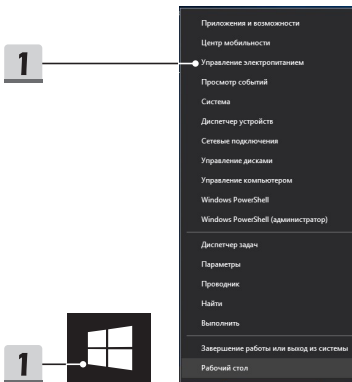 Приложения и возможности
Центр мобильности
1
Управление электропитанием
Просмотр событий
Система
Диспетчер устройств
Сетевые подключения
Управление дисками
Управление компьютером
Windows PowerShell
Windows PowerShell (администратор)
Диспетчер задач
Параметры
Проводник
Найти
Выполнить
Завершение работы или выход из системы
1
Рабочий стол